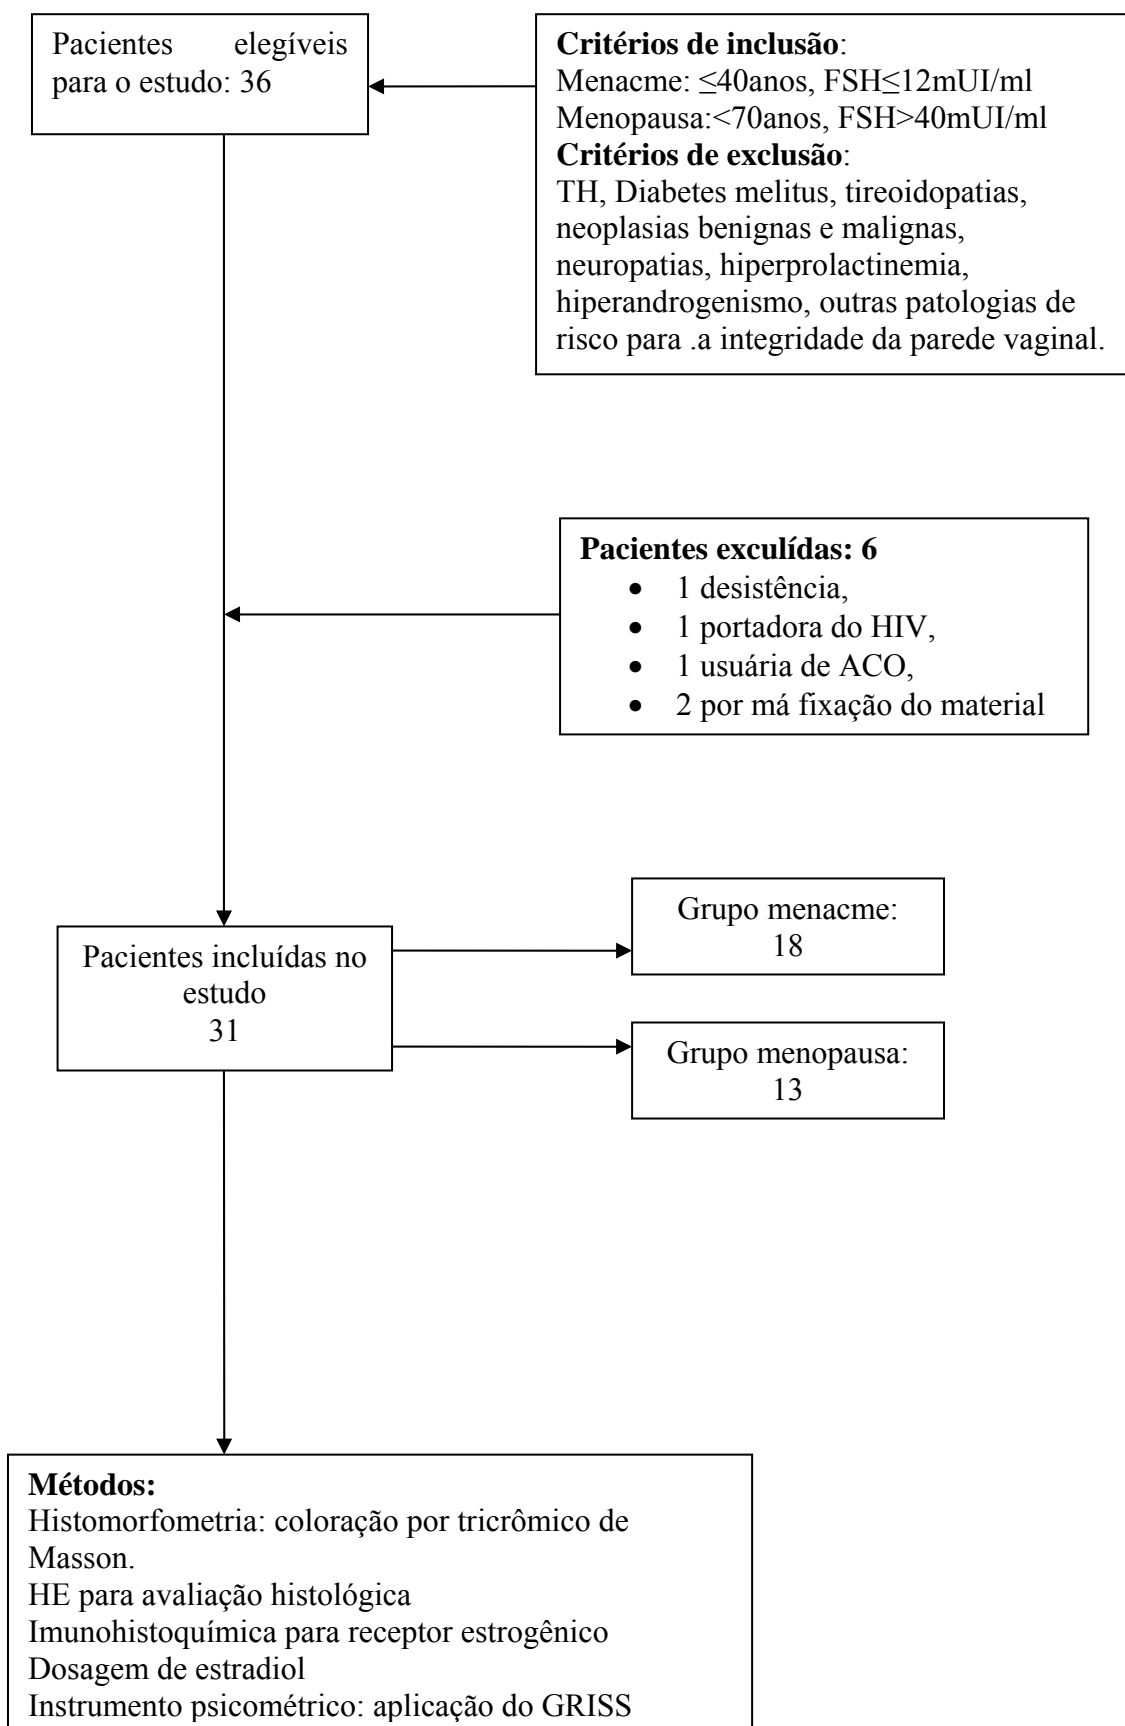 Pacientes elegíveis
para o estudo: 36
Critérios de inclusão:
Menacme: ≤40anos, FSH≤12mUI/ml
Menopausa:<70anos, FSH>40mUI/ml
Critérios de exclusão:
TH, Diabetes melitus, tireoidopatias,
neoplasias benignas e malignas,
neuropatias, hiperprolactinemia,
hiperandrogenismo, outras patologias de
risco para .a integridade da parede vaginal.
Pacientes exculídas: 6
• 1 desistência,
• 1 portadora do HIV,
• 1 usuária de ACO,
• 2 por má fixação do material
Grupo menacme:
18
Pacientes incluídas no
estudo
31
Grupo menopausa:
13
Métodos:
Histomorfometria: coloração por tricrômico de
Masson.
HE para avaliação histológica
Imunohistoquímica para receptor estrogênico
Dosagem de estradiol
Instrumento psicométrico: aplicação do GRISS